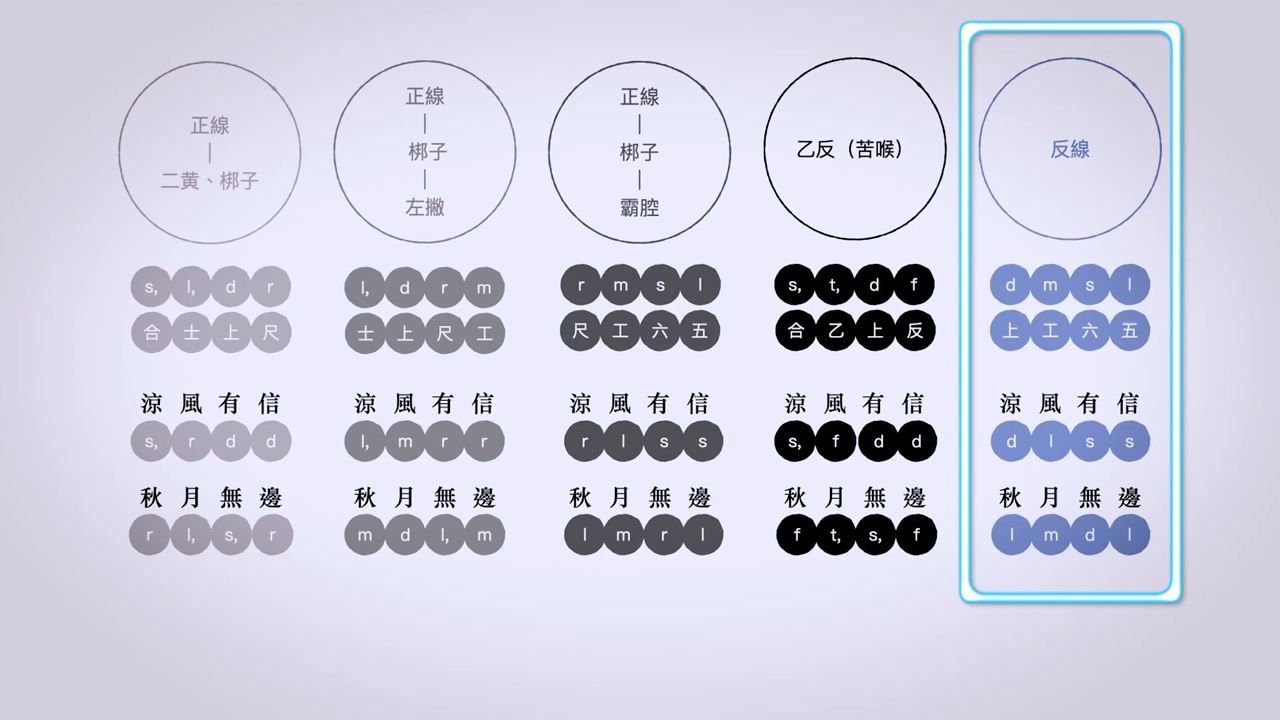 正線
|
二黃、梆子
s, l, d r
合 士 上 尺
涼 風 有 信
s, r d d
秋 月 無 邊
r l, s, r
正線
|
梆子
|
左撇
l, d r m
士 上 尺 工
涼 風 有 信
l, m r r
秋 月 無 邊
m d l, m
正線
|
梆子
|
霸腔
r m s l
尺 工 六 五
涼 風 有 信
r l s s
秋 月 無 邊
l m r l
乙反（苦喉）
s, t, d f
合 乙 上 反
涼 風 有 信
s, f d d
秋 月 無 邊
f t, s, f
反線
d m s l
上 工 六 五
涼 風 有 信
d l s s
秋 月 無 邊
l m d l